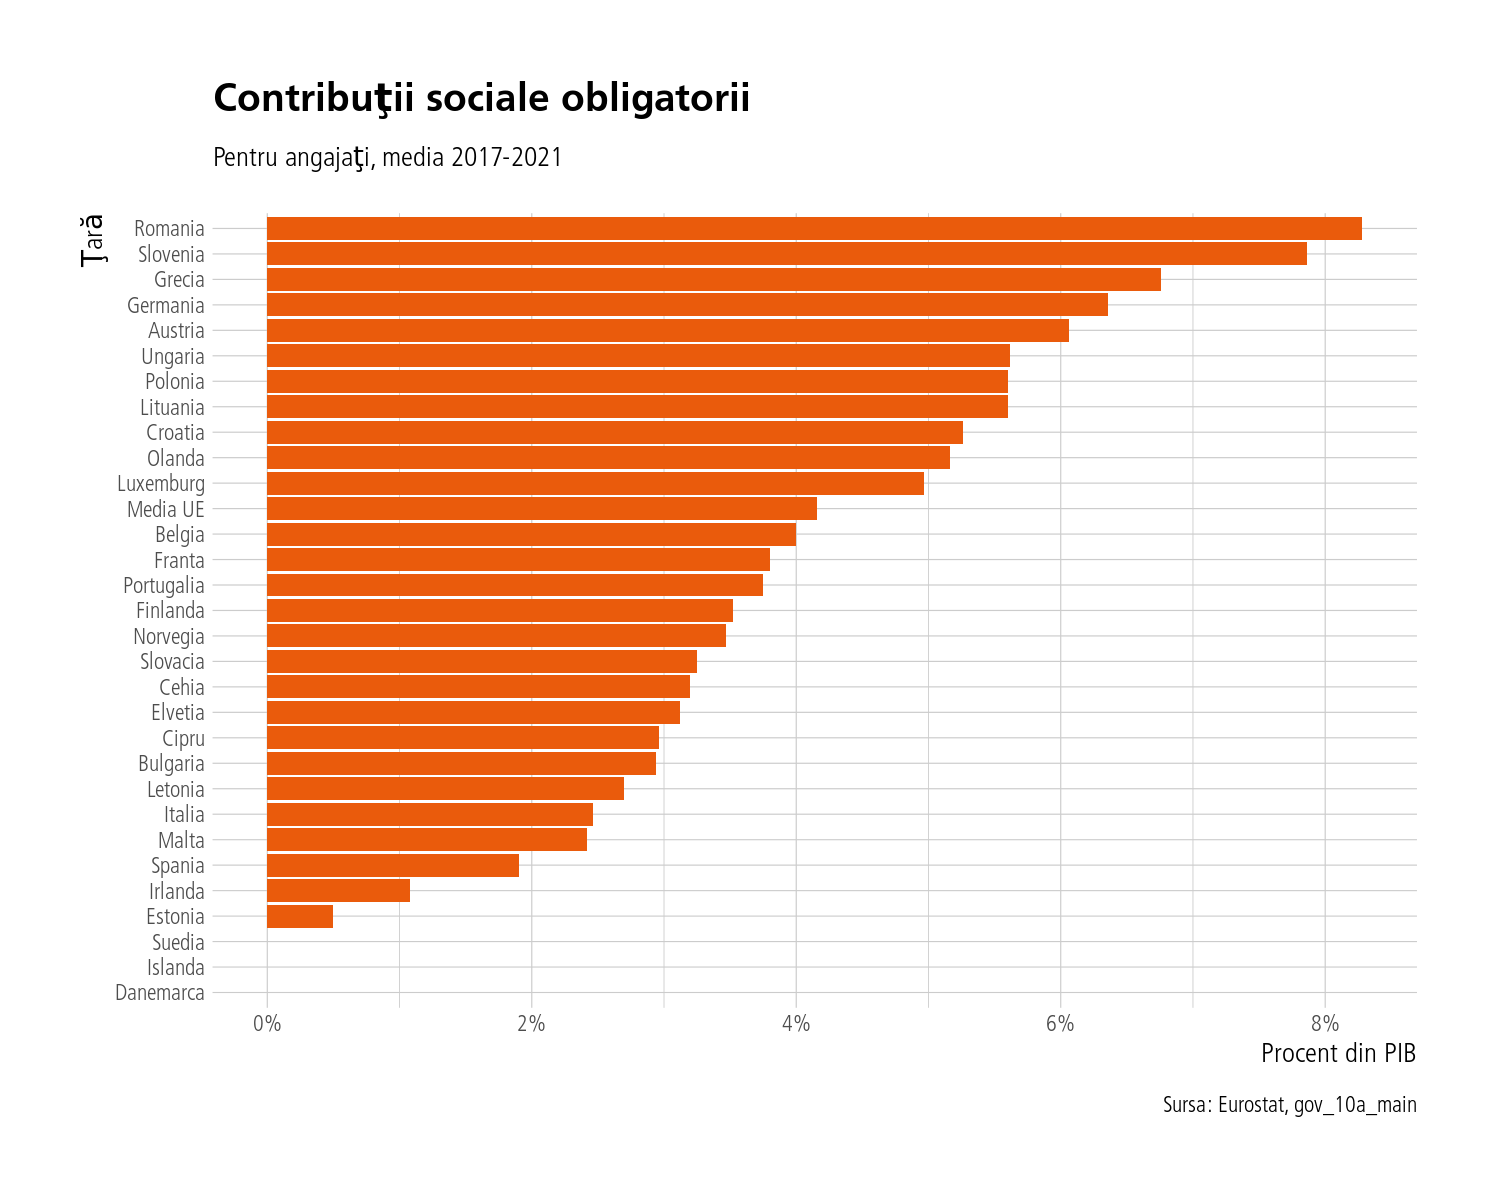 Contribuţii sociale obligatorii
Pentru angajaţi, media 2017-2021
Ţară
Romania
Slovenia
Grecia
Germania
Austria
Ungaria
Polonia
Lituania
Croatia
Olanda
Luxemburg
Media UE
Belgia
Franta
Portugalia
Finlanda
Norvegia
Slovacia
Cehia
Elvetia
Cipru
Bulgaria
Letonia
Italia
Malta
Spania
Irlanda
Estonia
Suedia
Islanda
Danemarca
0% 2% 4% 6% 8%
Procent din PIB
Sursa: Eurostat, gov_10a_main